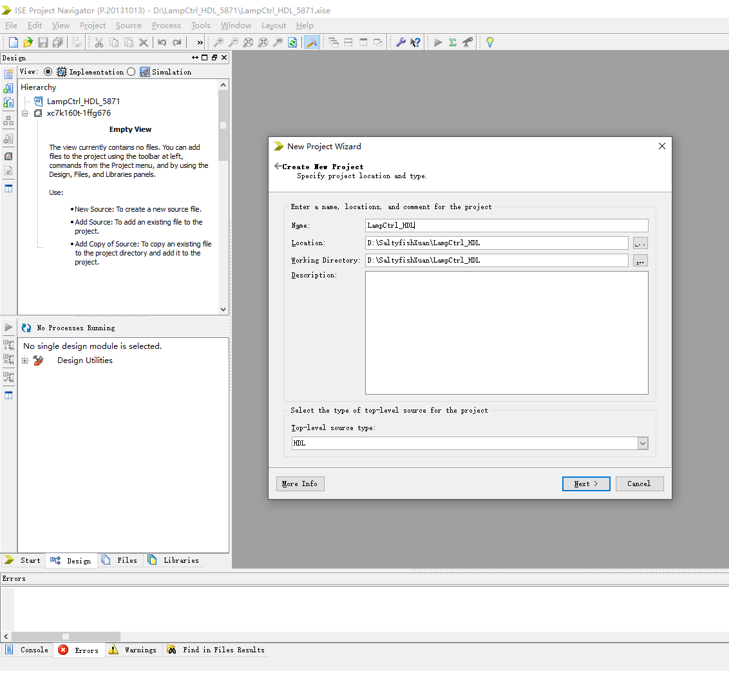 ISE Project Navigator (P.20131013) - D:\LampCtrl_HDL_5871\LampCtrl_HDL_5871.xise
File Edit View Project Source Process Tools Window Layout Help
Design
View: Implementation Simulation
Hierarchy
LampCtrl_HDL_5871
xc7k160t-1ffg676
Empty View
The view currently contains no files. You can add
files to the project using the toolbar at left,
commands from the Project menu, and by using the
Design, Files, and Libraries panels.
Use:
• New Source: To create a new source file.
• Add Source: To add an existing file to the
project.
• Add Copy of Source: To copy an existing file
to the project directory and add it to the
project.
No Processes Running
No single design module is selected.
Design Utilities
Start Design Files Libraries
New Project Wizard
Create New Project
Specify project location and type.
Enter a name, locations, and comment for the project
Name: LampCtrl_HDL
Location: D:\SaltyfishXuan\LampCtrl_HDL ...
Working Directory: D:\SaltyfishXuan\LampCtrl_HDL ...
Description:
Select the type of top-level source for the project
Top-level source type:
HDL
More Info Next > Cancel
Errors
Console Errors Warnings Find in Files Results